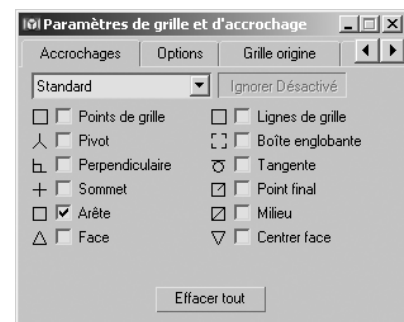 Paramètres de grille et d'accrochage
Accrochages Options Grille origine
Standard Ignorer Désactivé
Points de grille Lignes de grille
Pivot Boîte englobante
Perpendiculaire Tangente
Sommet Point final
Arête Milieu
Face Centrer face
Effacer tout